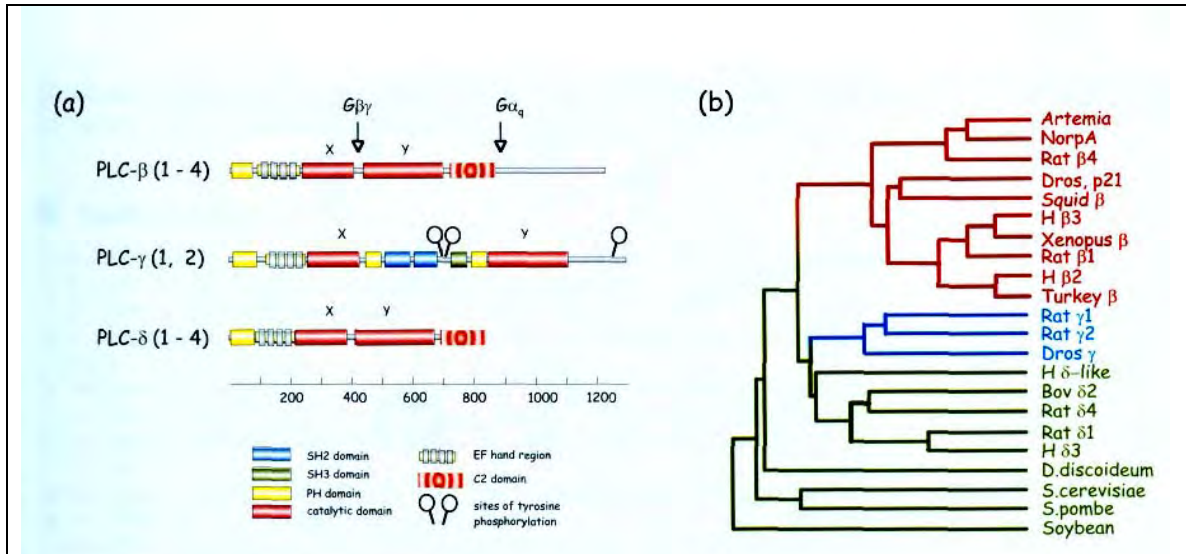 (a)
Gβγ
Gαq
X
Y
PLC-β (1 - 4)
X
Y
PLC-γ (1, 2)
X
Y
PLC-δ (1 - 4)
200 400 600 800 1000 1200
SH2 domain
SH3 domain
PH domain
catalytic domain
EF hand region
C2 domain
sites of tyrosine
phosphorylation
(b)
Artemia
NorpA
Rat β4
Dros, p21
Squid β
H β3
Xenopus β
Rat β1
H β2
Turkey β
Rat γ1
Rat γ2
Dros γ
H δ-like
Bov δ2
Rat δ4
Rat δ1
H δ3
D.discoideum
S.cerevisiae
S.pombe
Soybean